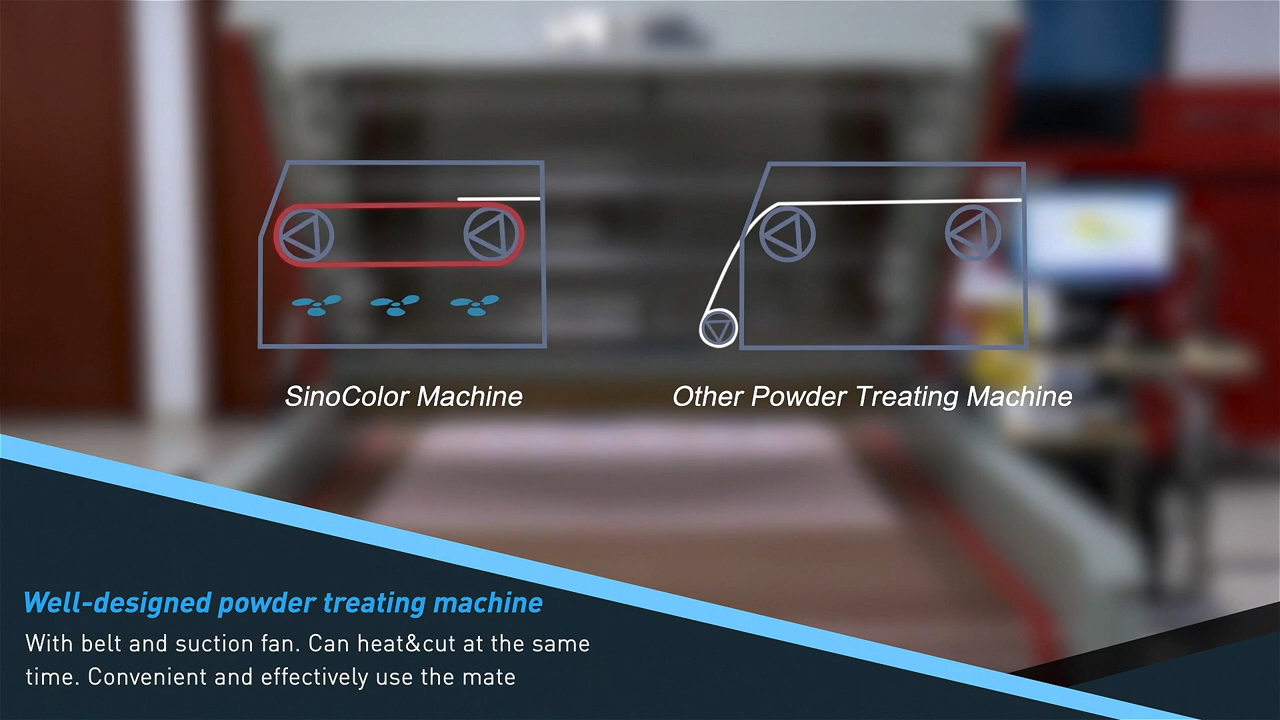 SinoColor Machine
Other Powder Treating Machine
Well-designed powder treating machine
With belt and suction fan. Can heat&cut at the same
time. Convenient and effectively use the mate